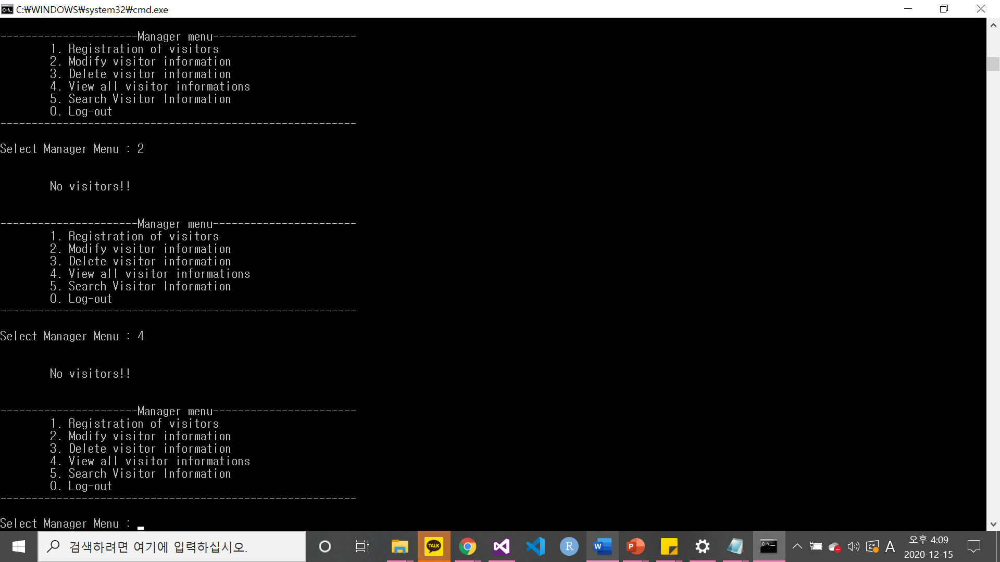 C:₩WINDOWS₩system32₩cmd.exe
----------------------Manager menu-----------------------
1. Registration of visitors
2. Modify visitor information
3. Delete visitor information
4. View all visitor informations
5. Search Visitor Information
0. Log-out
---------------------------------------------------------
Select Manager Menu : 2
No visitors!!
----------------------Manager menu-----------------------
1. Registration of visitors
2. Modify visitor information
3. Delete visitor information
4. View all visitor informations
5. Search Visitor Information
0. Log-out
---------------------------------------------------------
Select Manager Menu : 4
No visitors!!
----------------------Manager menu-----------------------
1. Registration of visitors
2. Modify visitor information
3. Delete visitor information
4. View all visitor informations
5. Search Visitor Information
0. Log-out
---------------------------------------------------------
Select Manager Menu :
검색하려면 여기에 입력하십시오.
TALK
R
W
P
A
오후 4:09
2020-12-15